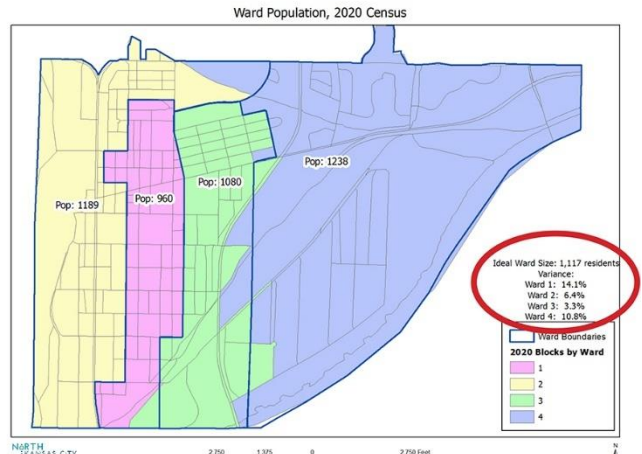 Ward Population, 2020 Census
Pop: 1238
Pop: 1080
Pop: 1189
Pop: 960
Ideal Ward Size: 1,117 residents
Variance:
Ward 1: 14.1%
Ward 2: 6.4%
Ward 3: 3.3%
Ward 4: 10.8%
Ward Boundaries
2020 Blocks by Ward
1
2
3
4
NORTH
KANSAS CITY
2,750 1,375 0 2,750 Feet
N